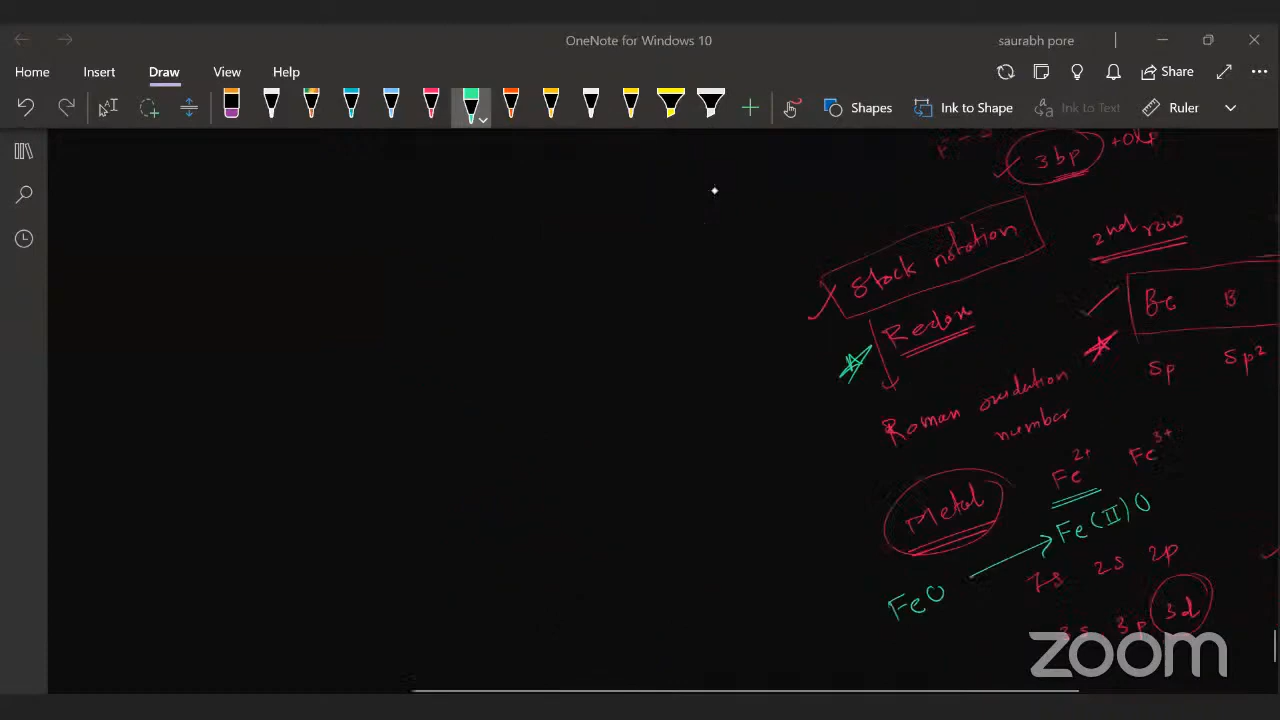 OneNote for Windows 10
saurabh pore
Home Insert Draw View Help
Share
Shapes
Ink to Shape
Ink to Text
Ruler
3 bp
Stock notation
2nd row
Redox
Be B
Sp Sp²
Roman oxidation
number
Fe²⁺ Fe³⁺
Metal
Fe(II)O
FeO
2s 2p
3s 3p 3d
zoom